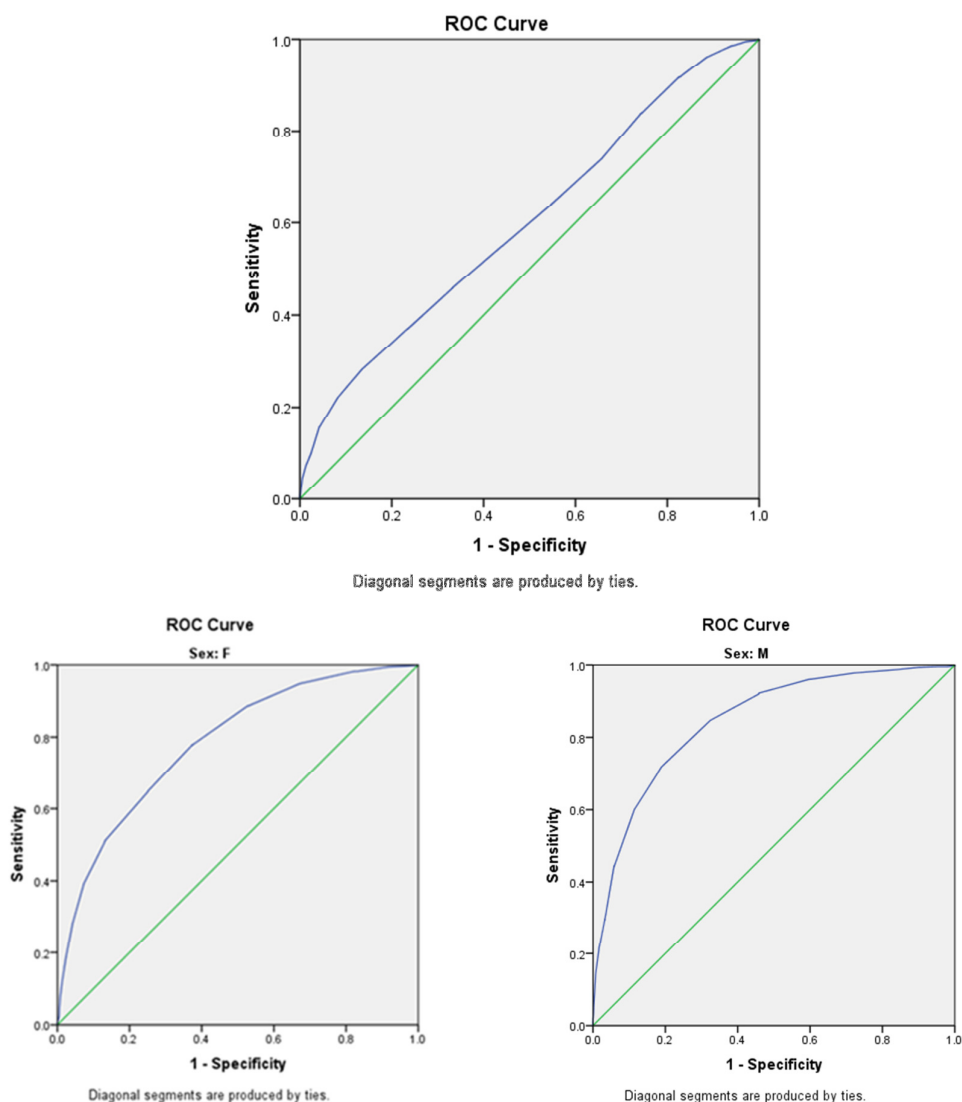 ROC Curve
1.0
0.8
0.6
0.4
0.2
0.0
Sensitivity
0.0 0.2 0.4 0.6 0.8 1.0
1 - Specificity
Diagonal segments are produced by ties.
ROC Curve
Sex: F
1.0
0.8
0.6
0.4
0.2
0.0
Sensitivity
0.0 0.2 0.4 0.6 0.8 1.0
1 - Specificity
Diagonal segments are produced by ties.
ROC Curve
Sex: M
1.0
0.8
0.6
0.4
0.2
0.0
Sensitivity
0.0 0.2 0.4 0.6 0.8 1.0
1 - Specificity
Diagonal segments are produced by ties.